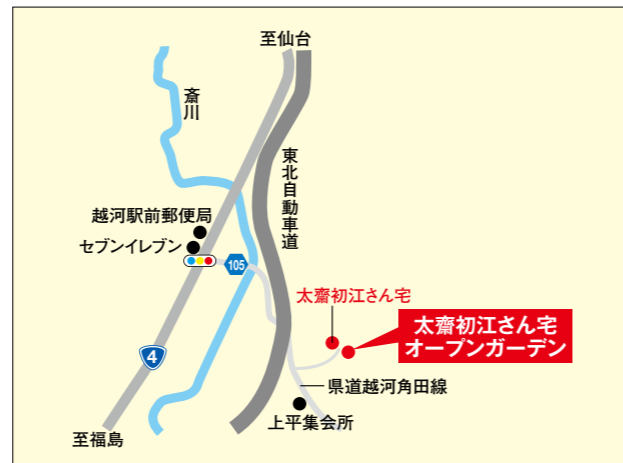 至仙台
斎川
東北自動車道
越河駅前郵便局
セブンイレブン
105
太齋初江さん宅
太齋初江さん宅
オープンガーデン
4
県道越河角田線
上平集会所
至福島